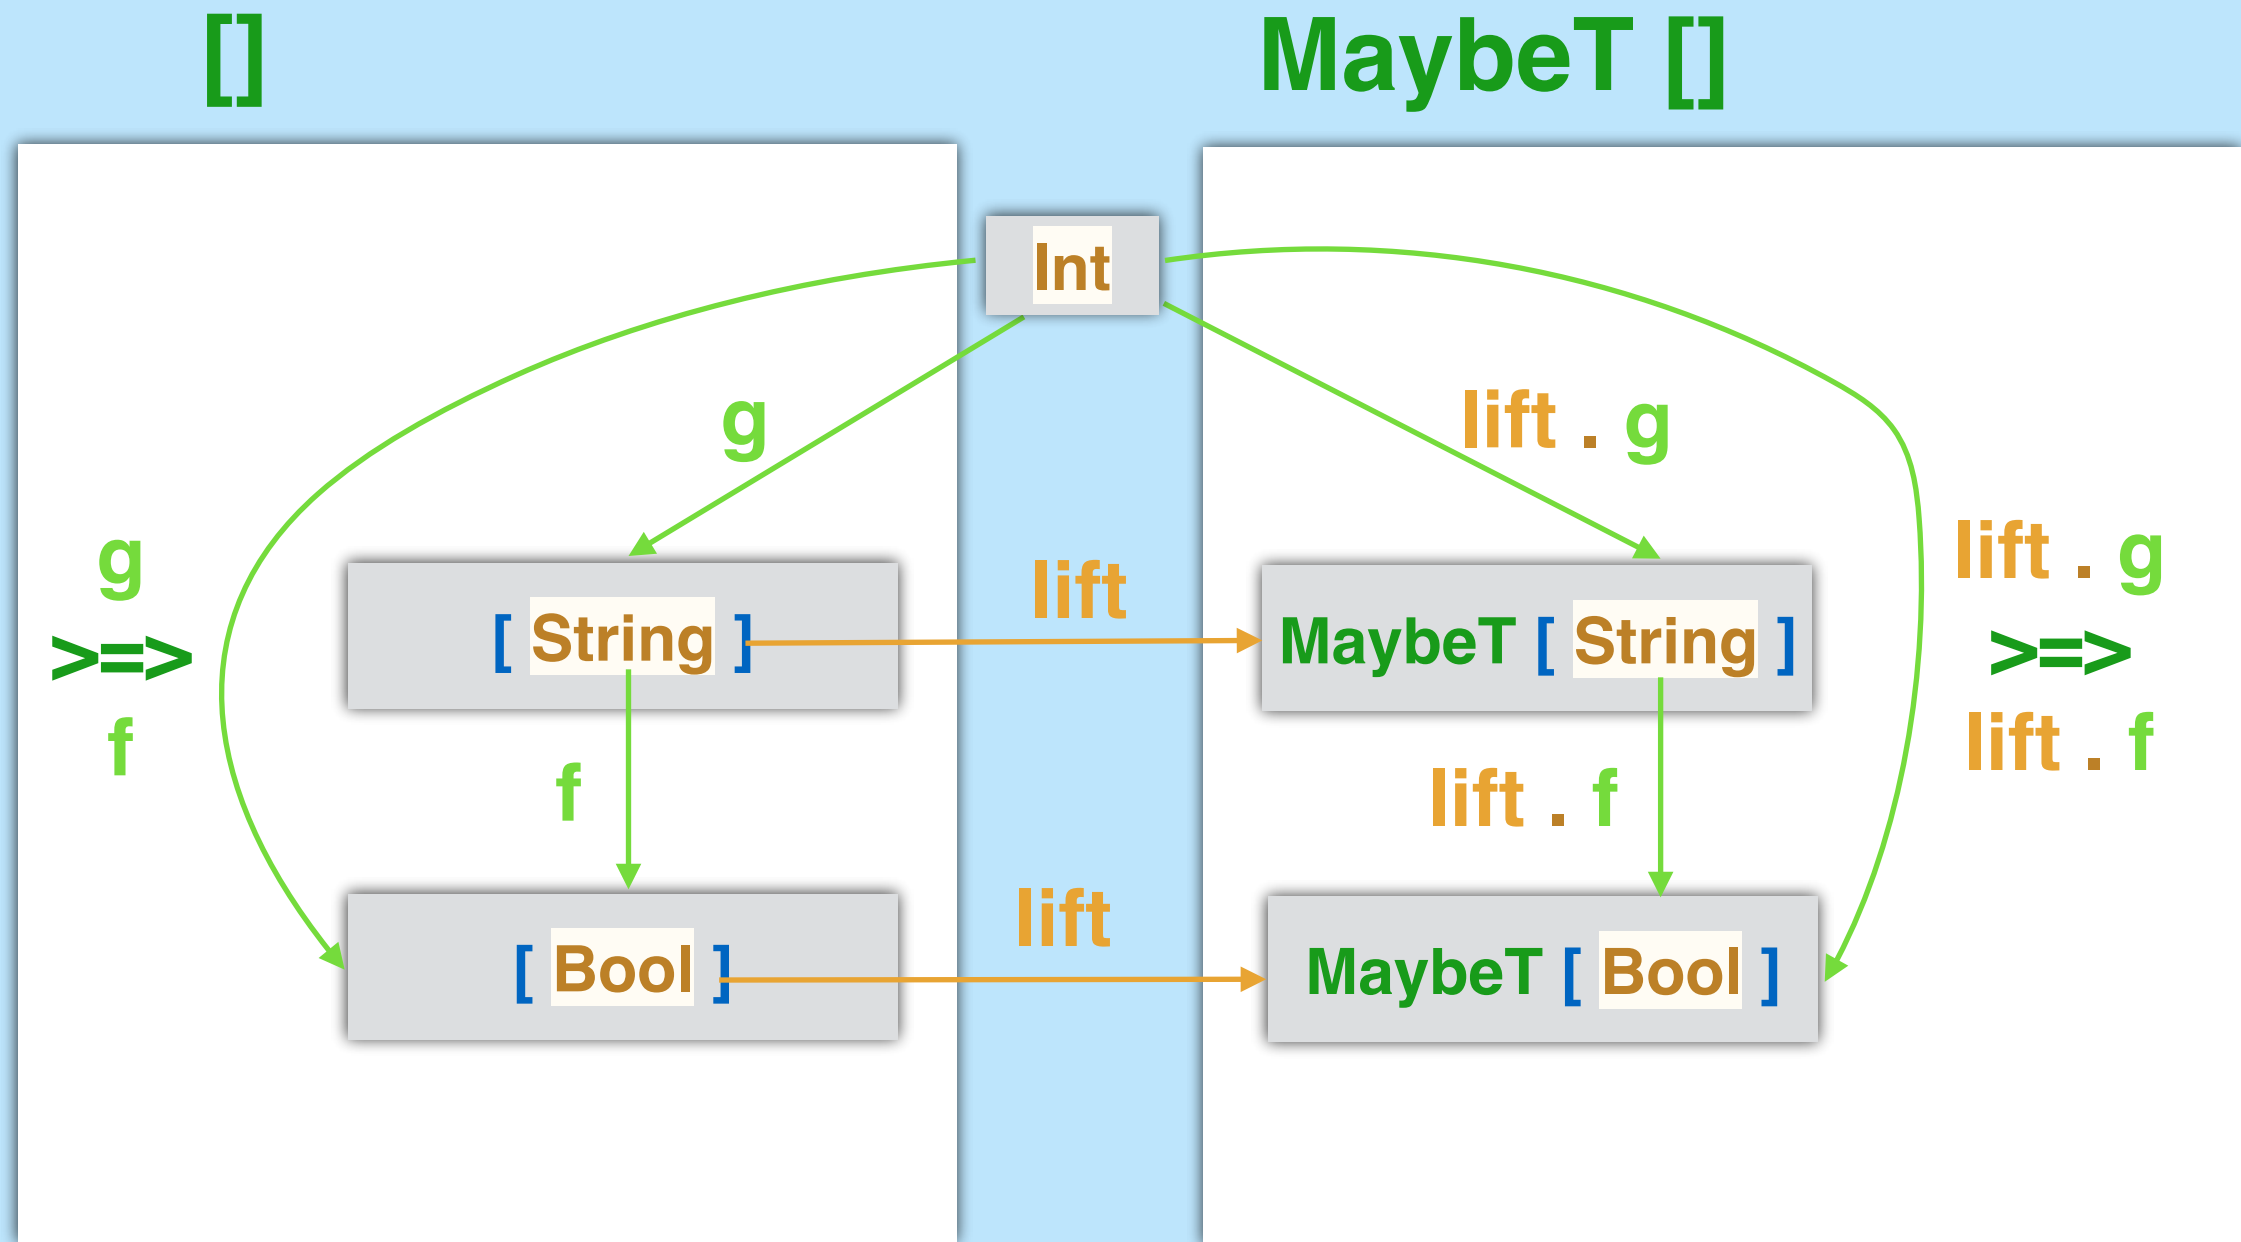 []
MaybeT []
Int
g
lift . g
g
>=>
f
[ String ]
lift
MaybeT [ String ]
lift . g
>=>
lift . f
f
lift . f
[ Bool ]
lift
MaybeT [ Bool ]